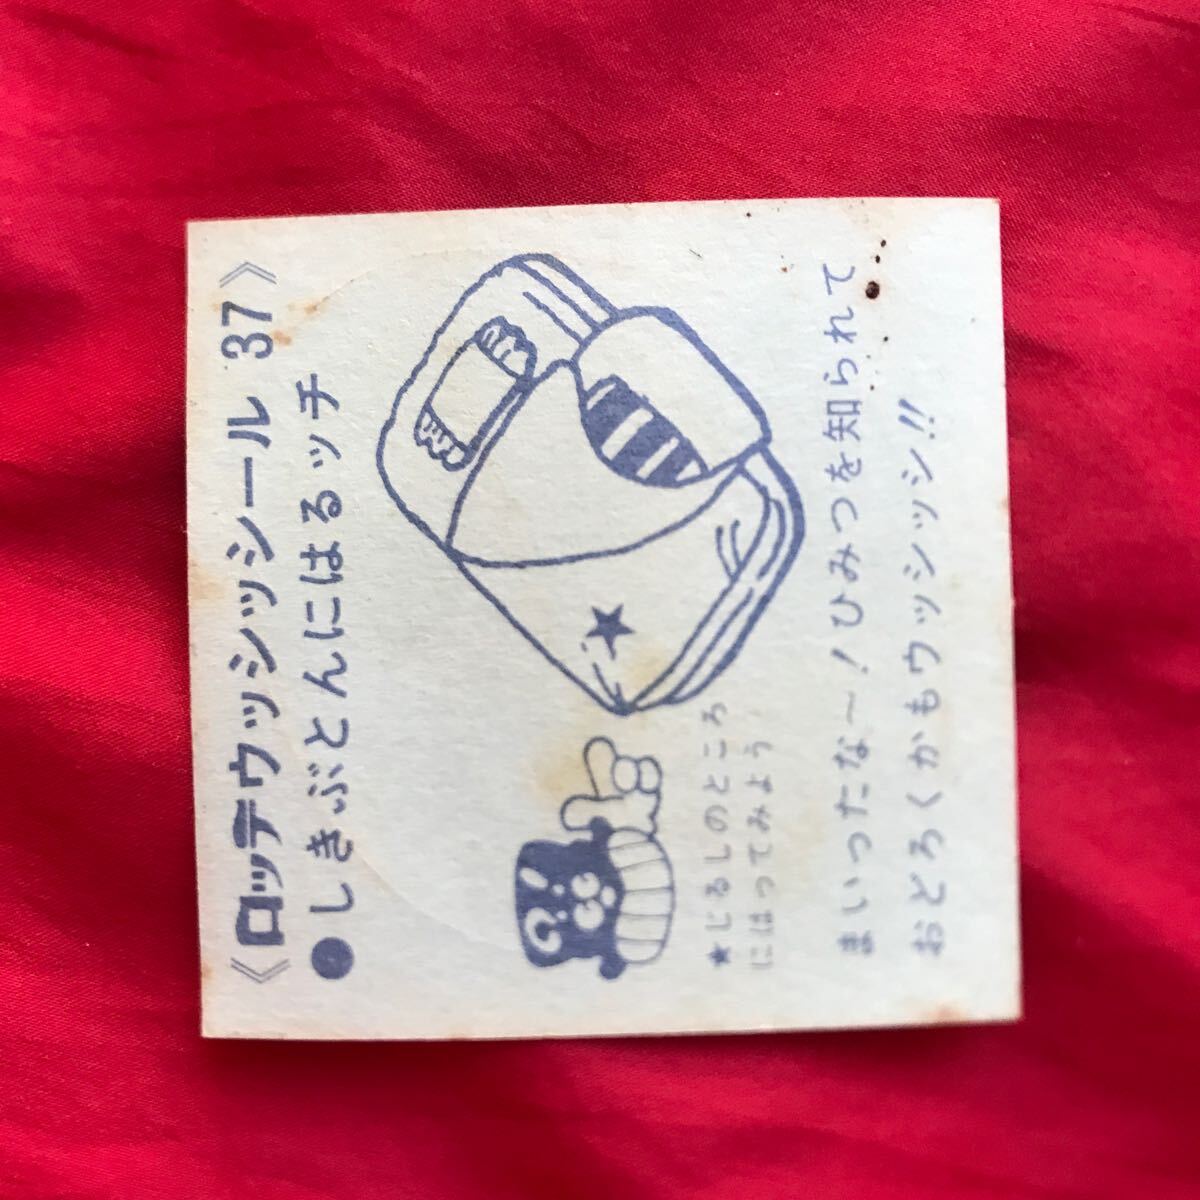 《ロッテウッシッシール 37》
●しきぶとんにはるッチ
?!
★じるしのところ
にはってみよう
まいったな～!ひみつを知られて
おどろくかもウッシッシ!!